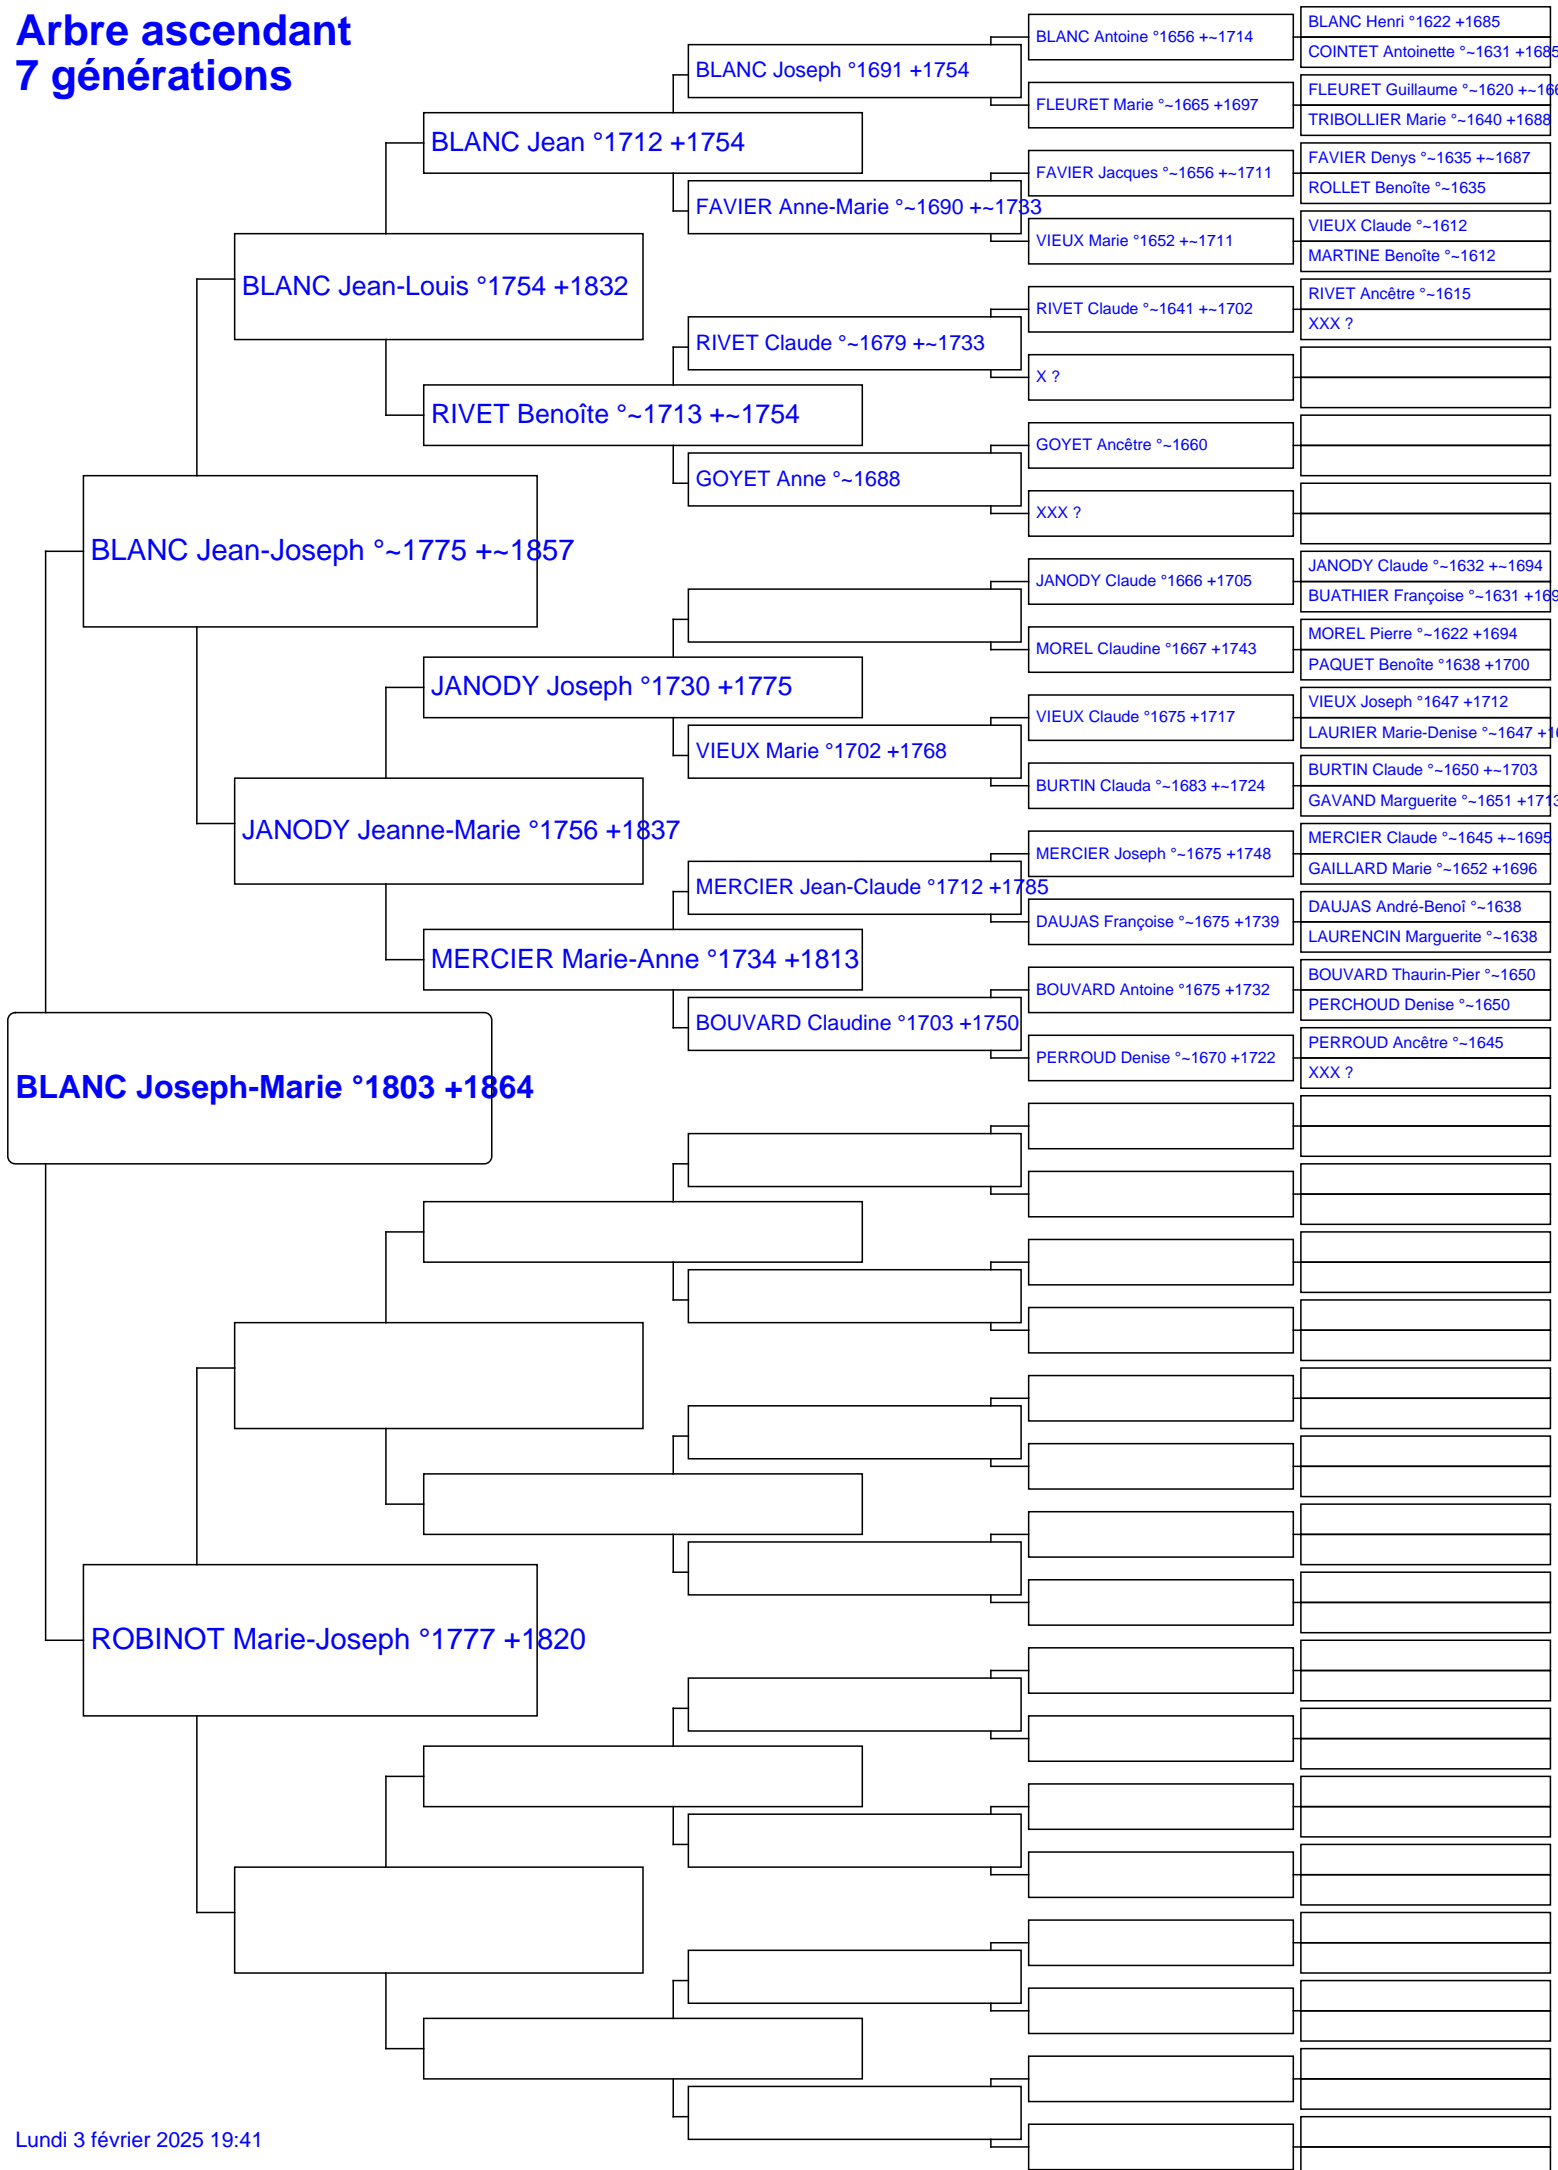 Arbre ascendant
7 générations
BLANC Joseph-Marie °1803 +1864
BLANC Jean-Joseph °~1775 +~1857
ROBINOT Marie-Joseph °1777 +1820
BLANC Jean-Louis °1754 +1832
JANODY Jeanne-Marie °1756 +1837
BLANC Jean °1712 +1754
RIVET Benoîte °~1713 +~1754
JANODY Joseph °1730 +1775
MERCIER Marie-Anne °1734 +1813
BLANC Joseph °1691 +1754
FAVIER Anne-Marie °~1690 +~1733
RIVET Claude °~1679 +~1733
GOYET Anne °~1688
VIEUX Marie °1702 +1768
MERCIER Jean-Claude °1712 +1785
BOUVARD Claudine °1703 +1750
BLANC Antoine °1656 +~1714
FLEURET Marie °~1665 +1697
FAVIER Jacques °~1656 +~1711
VIEUX Marie °1652 +~1711
RIVET Claude °~1641 +~1702
X ?
GOYET Ancêtre °~1660
XXX ?
JANODY Claude °1666 +1705
MOREL Claudine °1667 +1743
VIEUX Claude °1675 +1717
BURTIN Clauda °~1683 +~1724
MERCIER Joseph °~1675 +1748
DAUJAS Françoise °~1675 +1739
BOUVARD Antoine °1675 +1732
PERROUD Denise °~1670 +1722
BLANC Henri °1622 +1685
COINTET Antoinette °~1631 +1685
FLEURET Guillaume °~1620 +~166
TRIBOLLIER Marie °~1640 +1688
FAVIER Denys °~1635 +~1687
ROLLET Benoîte °~1635
VIEUX Claude °~1612
MARTINE Benoîte °~1612
RIVET Ancêtre °~1615
XXX ?
JANODY Claude °~1632 +~1694
BUATHIER Françoise °~1631 +169
MOREL Pierre °~1622 +1694
PAQUET Benoîte °1638 +1700
VIEUX Joseph °1647 +1712
LAURIER Marie-Denise °~1647 +16
BURTIN Claude °~1650 +~1703
GAVAND Marguerite °~1651 +1713
MERCIER Claude °~1645 +~1695
GAILLARD Marie °~1652 +1696
DAUJAS André-Benoî °~1638
LAURENCIN Marguerite °~1638
BOUVARD Thaurin-Pier °~1650
PERCHOUD Denise °~1650
PERROUD Ancêtre °~1645
XXX ?
Lundi 3 février 2025 19:41